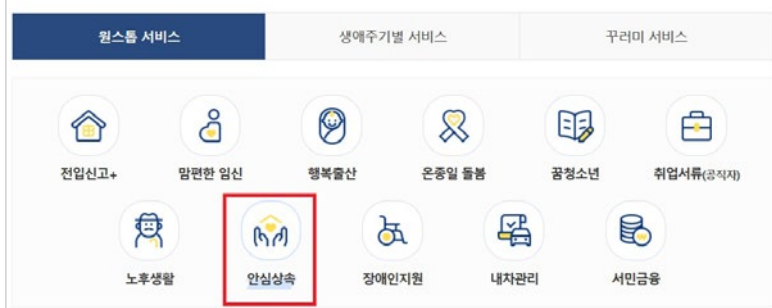 원스톱 서비스
생애주기별 서비스
꾸러미 서비스
전입신고+
맘편한 임신
행복출산
온종일 돌봄
꿈청소년
취업서류(공직자)
노후생활
안심상속
장애인지원
내차관리
서민금융